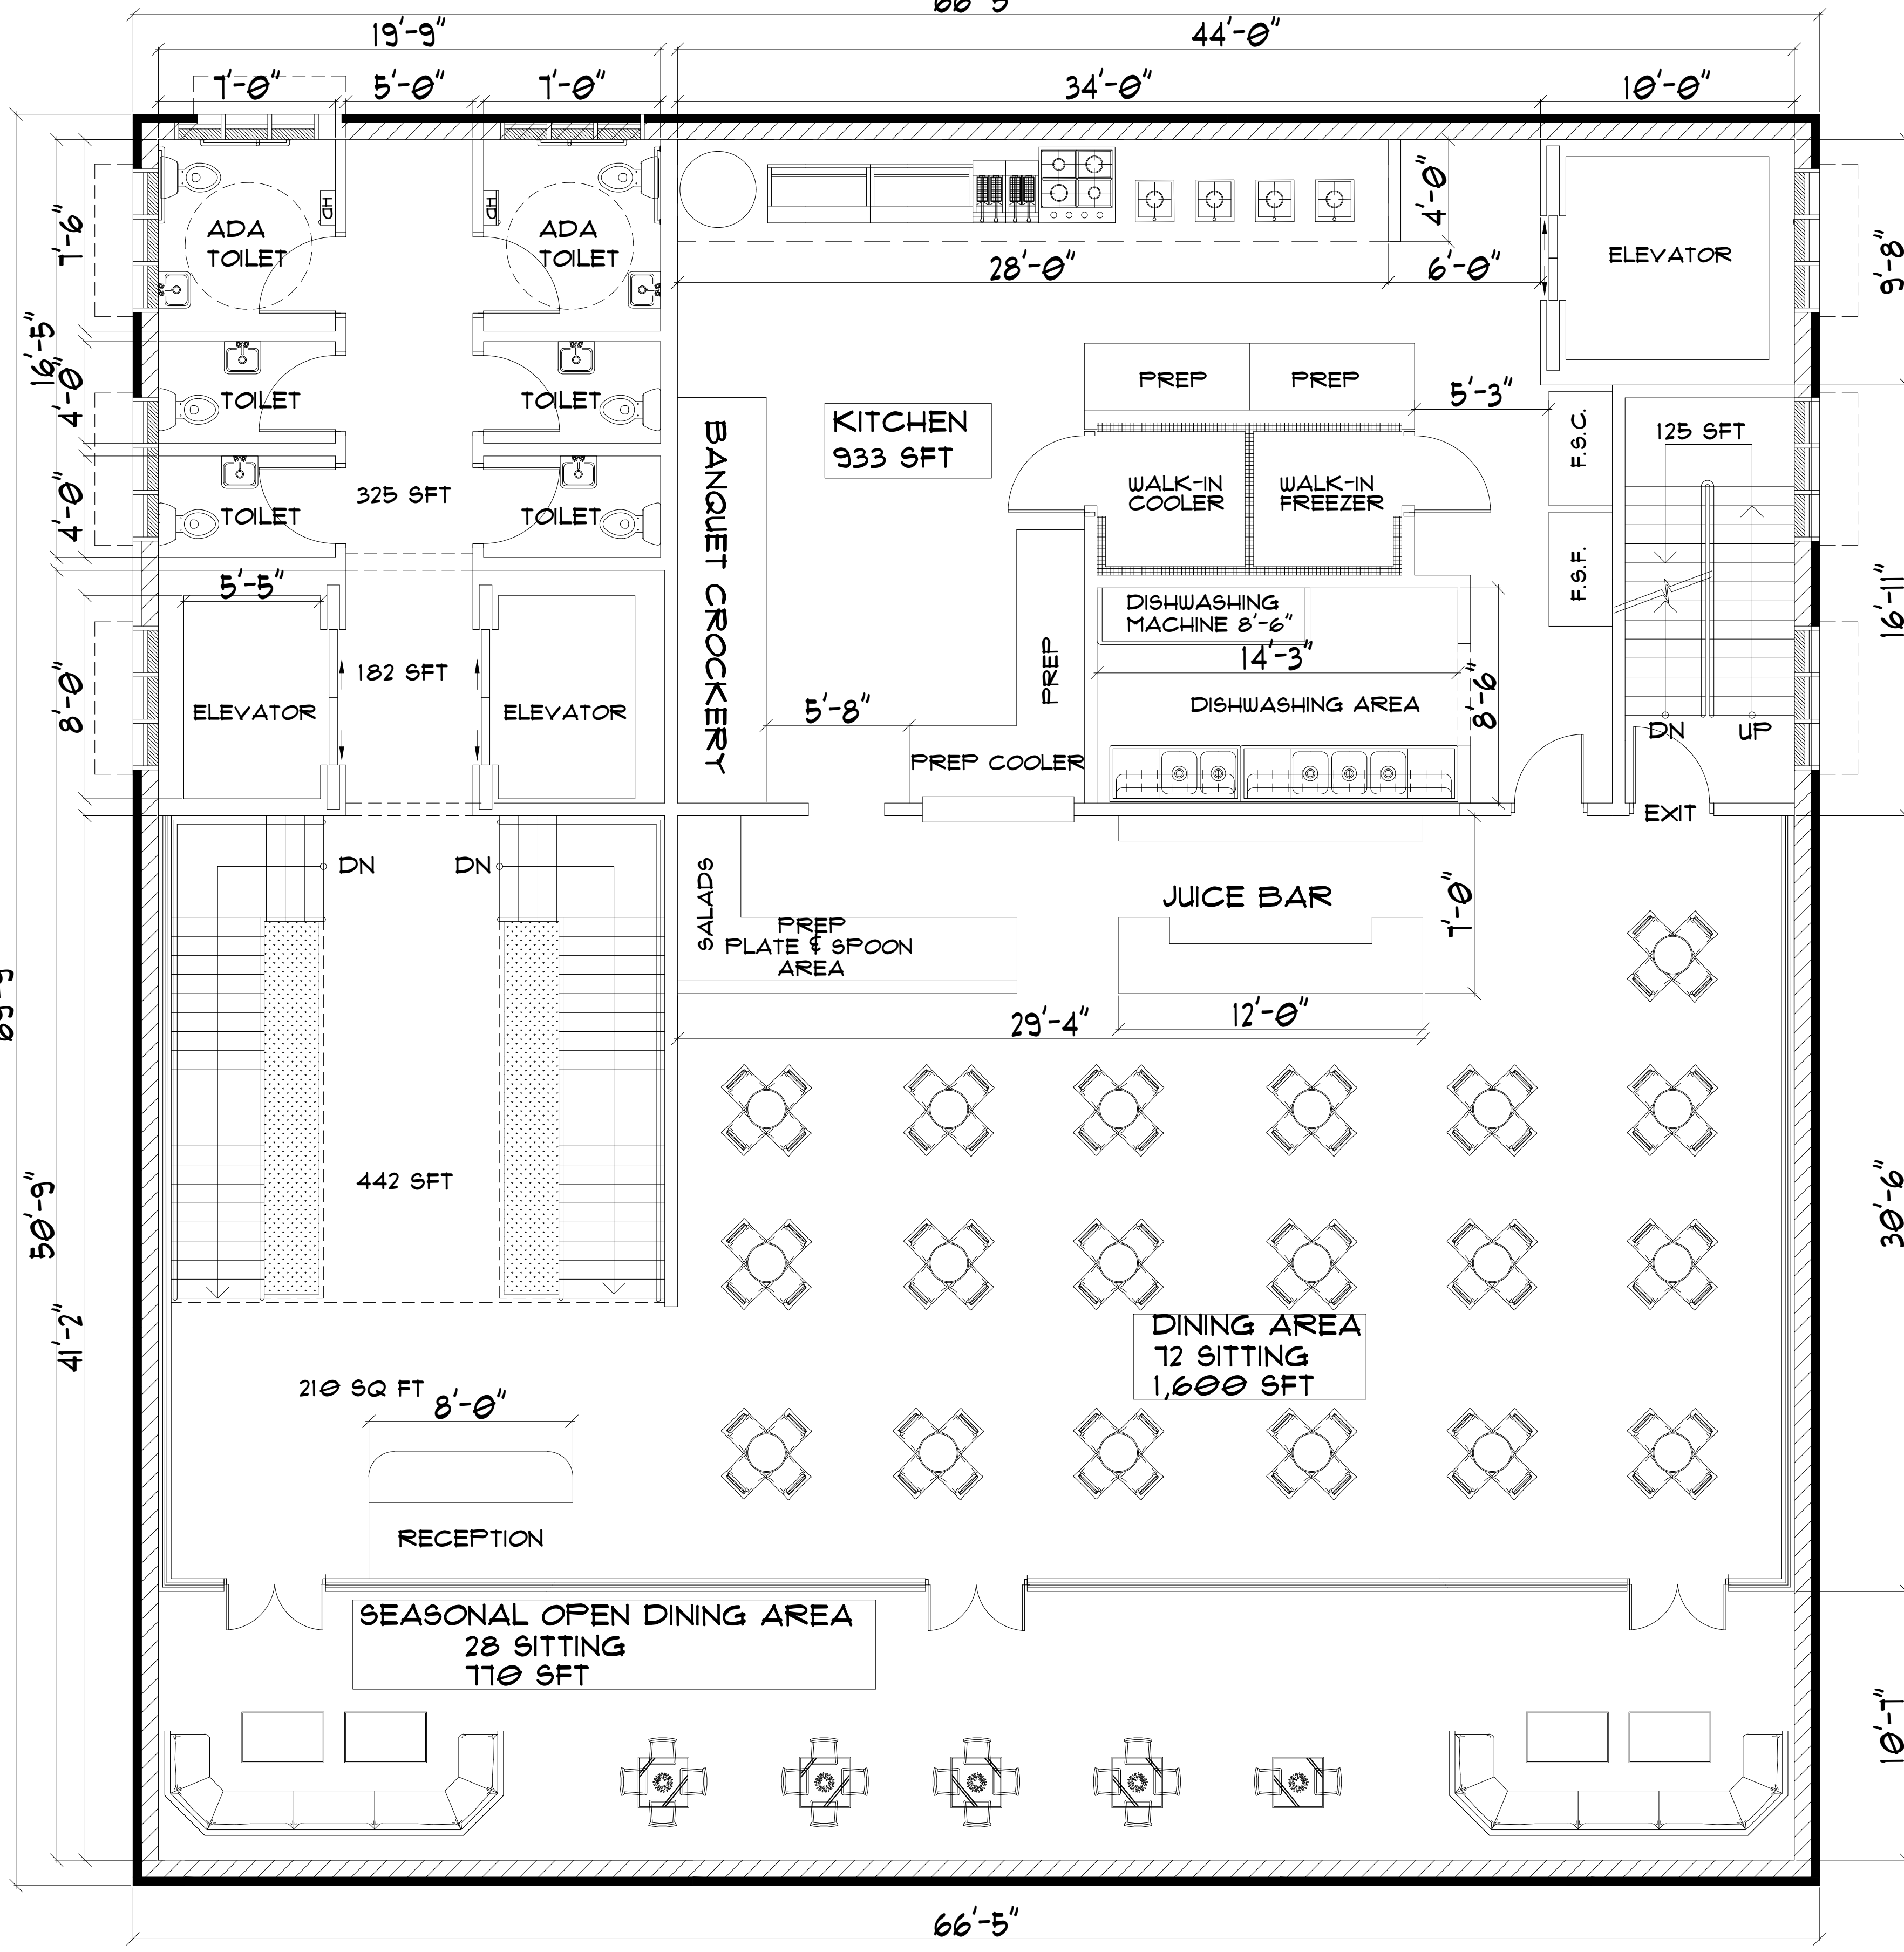 66'-5"
19'-9"
44'-0"
7'-0"
5'-0"
7'-0"
34'-0"
10'-0"
7'-6"
16'-5"
4'-0"
4'-0"
8'-0"
50'-9"
41'-2"
ADA
TOILET
HD
HD
ADA
TOILET
4'-0"
28'-0"
6'-0"
ELEVATOR
9'-8"
TOILET
TOILET
325 SFT
TOILET
TOILET
BANQUET CROCKERY
KITCHEN
933 SFT
PREP
PREP
5'-3"
WALK-IN
COOLER
WALK-IN
FREEZER
F.S.C.
F.S.F.
125 SFT
16'-11"
5'-5"
182 SFT
ELEVATOR
ELEVATOR
5'-8"
PREP
DISHWASHING
MACHINE 8'-6"
14'-3"
DISHWASHING AREA
8'-6"
PREP COOLER
DN
UP
EXIT
DN
DN
SALADS
PREP
PLATE & SPOON
AREA
JUICE BAR
7'-0"
29'-4"
12'-0"
442 SFT
30'-6"
DINING AREA
72 SITTING
1,600 SFT
210 SQ FT
8'-0"
RECEPTION
SEASONAL OPEN DINING AREA
28 SITTING
770 SFT
10'-7"
66'-5"